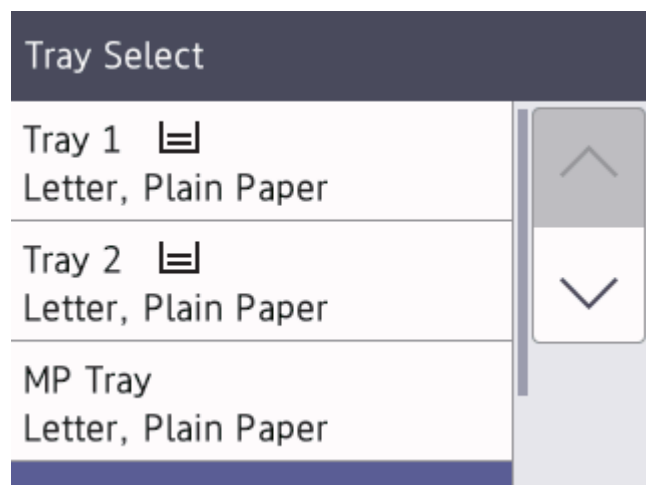 Tray Select
Tray 1
Letter, Plain Paper
Tray 2
Letter, Plain Paper
MP Tray
Letter, Plain Paper